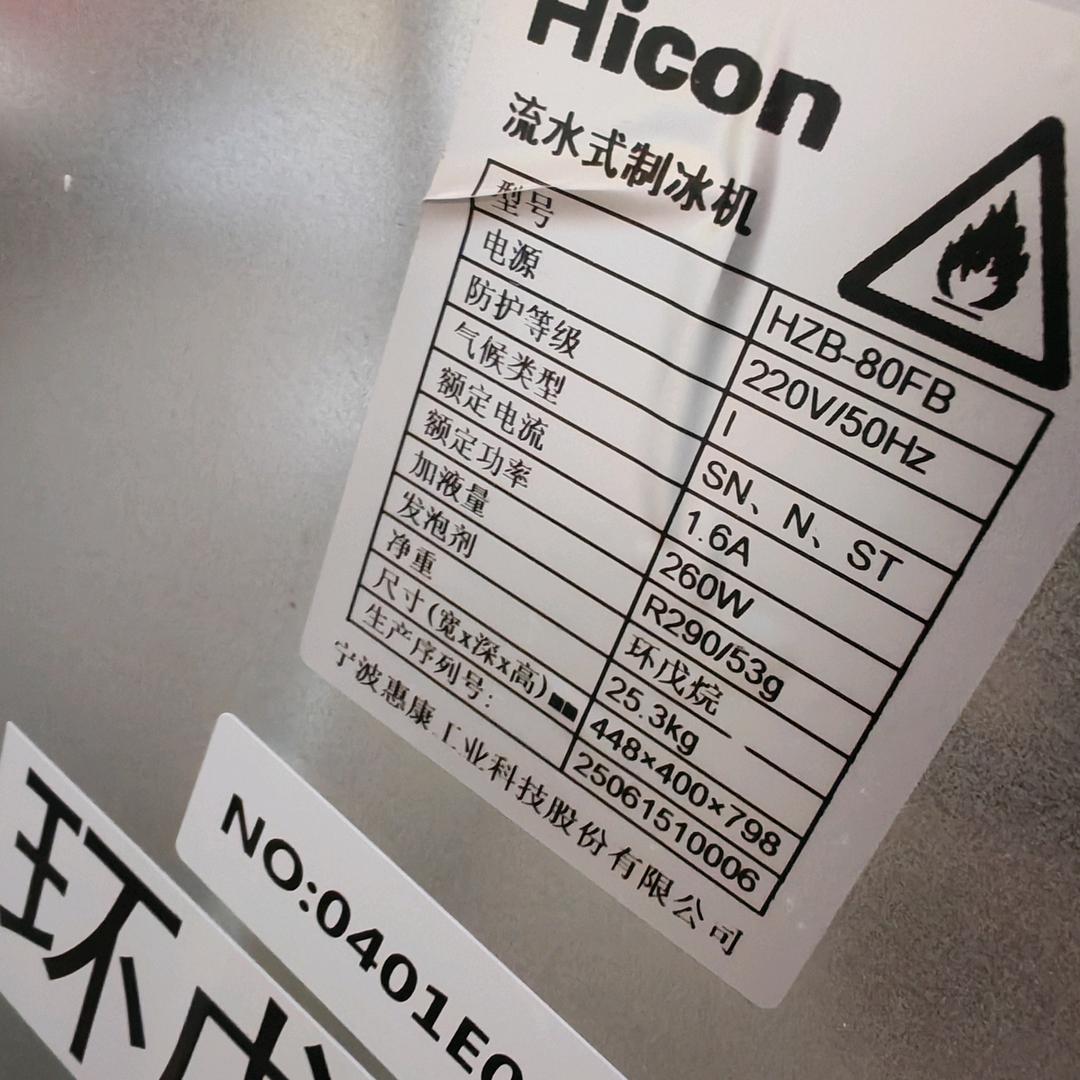 Hicon
流水式制冰机
型号 HZB-80FB
电源 220V/50Hz
防护等级 I
气候类型 SN、N、ST
额定电流 1.6A
额定功率 260W
加液量 R290/53g
发泡剂 环戊烷
净重 25.3kg
尺寸(宽x深x高)mm 448×400×798
生产序列号: 25061510006
宁波惠康工业科技股份有限公司
NO:0401E0
环戊